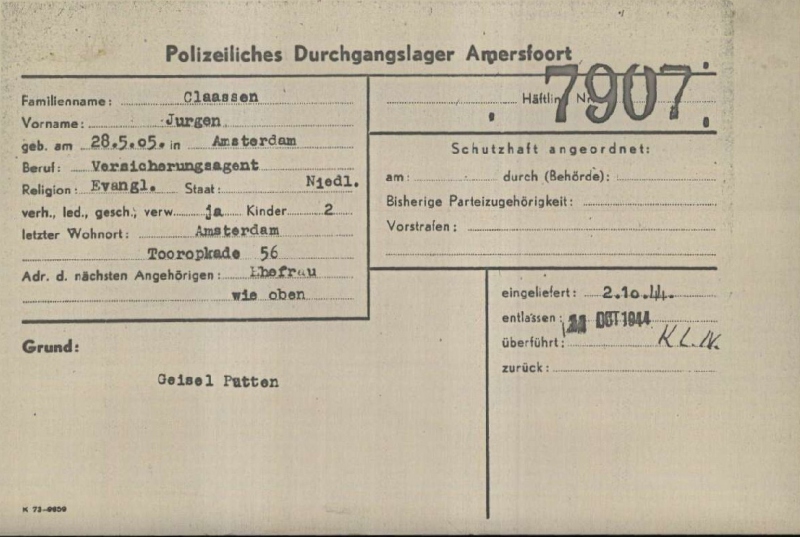 Polizeiliches Durchgangslager Amersfoort
Familienname: Claassen
Vorname: Jurgen
geb. am 28.5.05. in Amsterdam
Beruf: Versicherungsagent
Religion: Evangl. Staat: Niedl.
verh., led., gesch., verw. ja Kinder 2
letzter Wohnort: Amsterdam
Tooropkade 56
Adr. d. nächsten Angehörigen: Ehefrau
wie oben
Häftling Nr. 7907.
Schutzhaft angeordnet:
am: durch (Behörde):
Bisherige Parteizugehörigkeit:
Vorstrafen:
Grund:
Geisel Putten
eingeliefert: 2.10.44.
entlassen: OCT 1944
überführt: K.L.N.
zurück:
K 73-0959